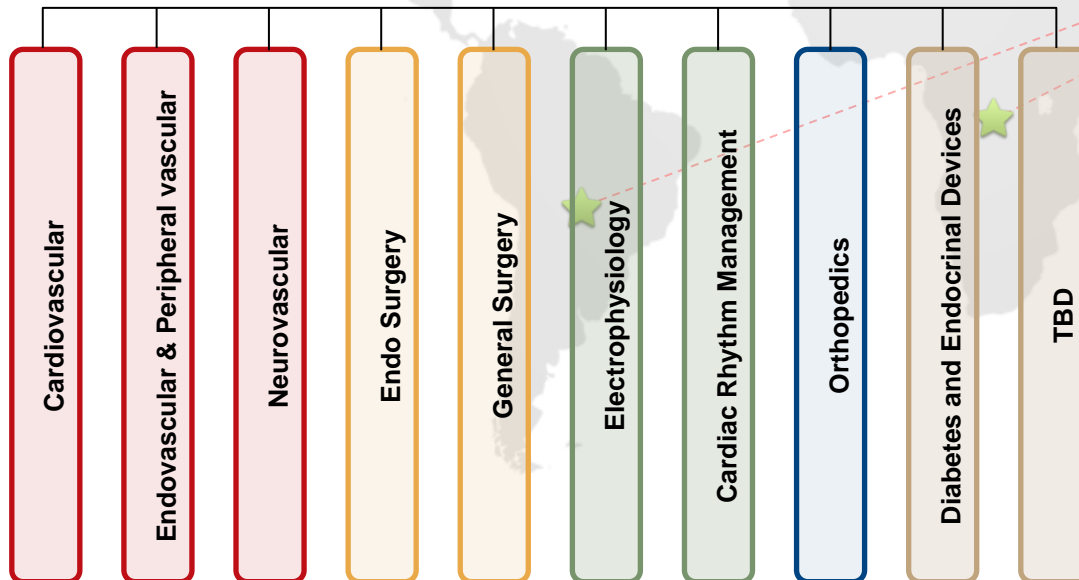 Cardiovascular
Endovascular & Peripheral vascular
Neurovascular
Endo Surgery
General Surgery
Electrophysiology
Cardiac Rhythm Management
Orthopedics
Diabetes and Endocrinal Devices
TBD